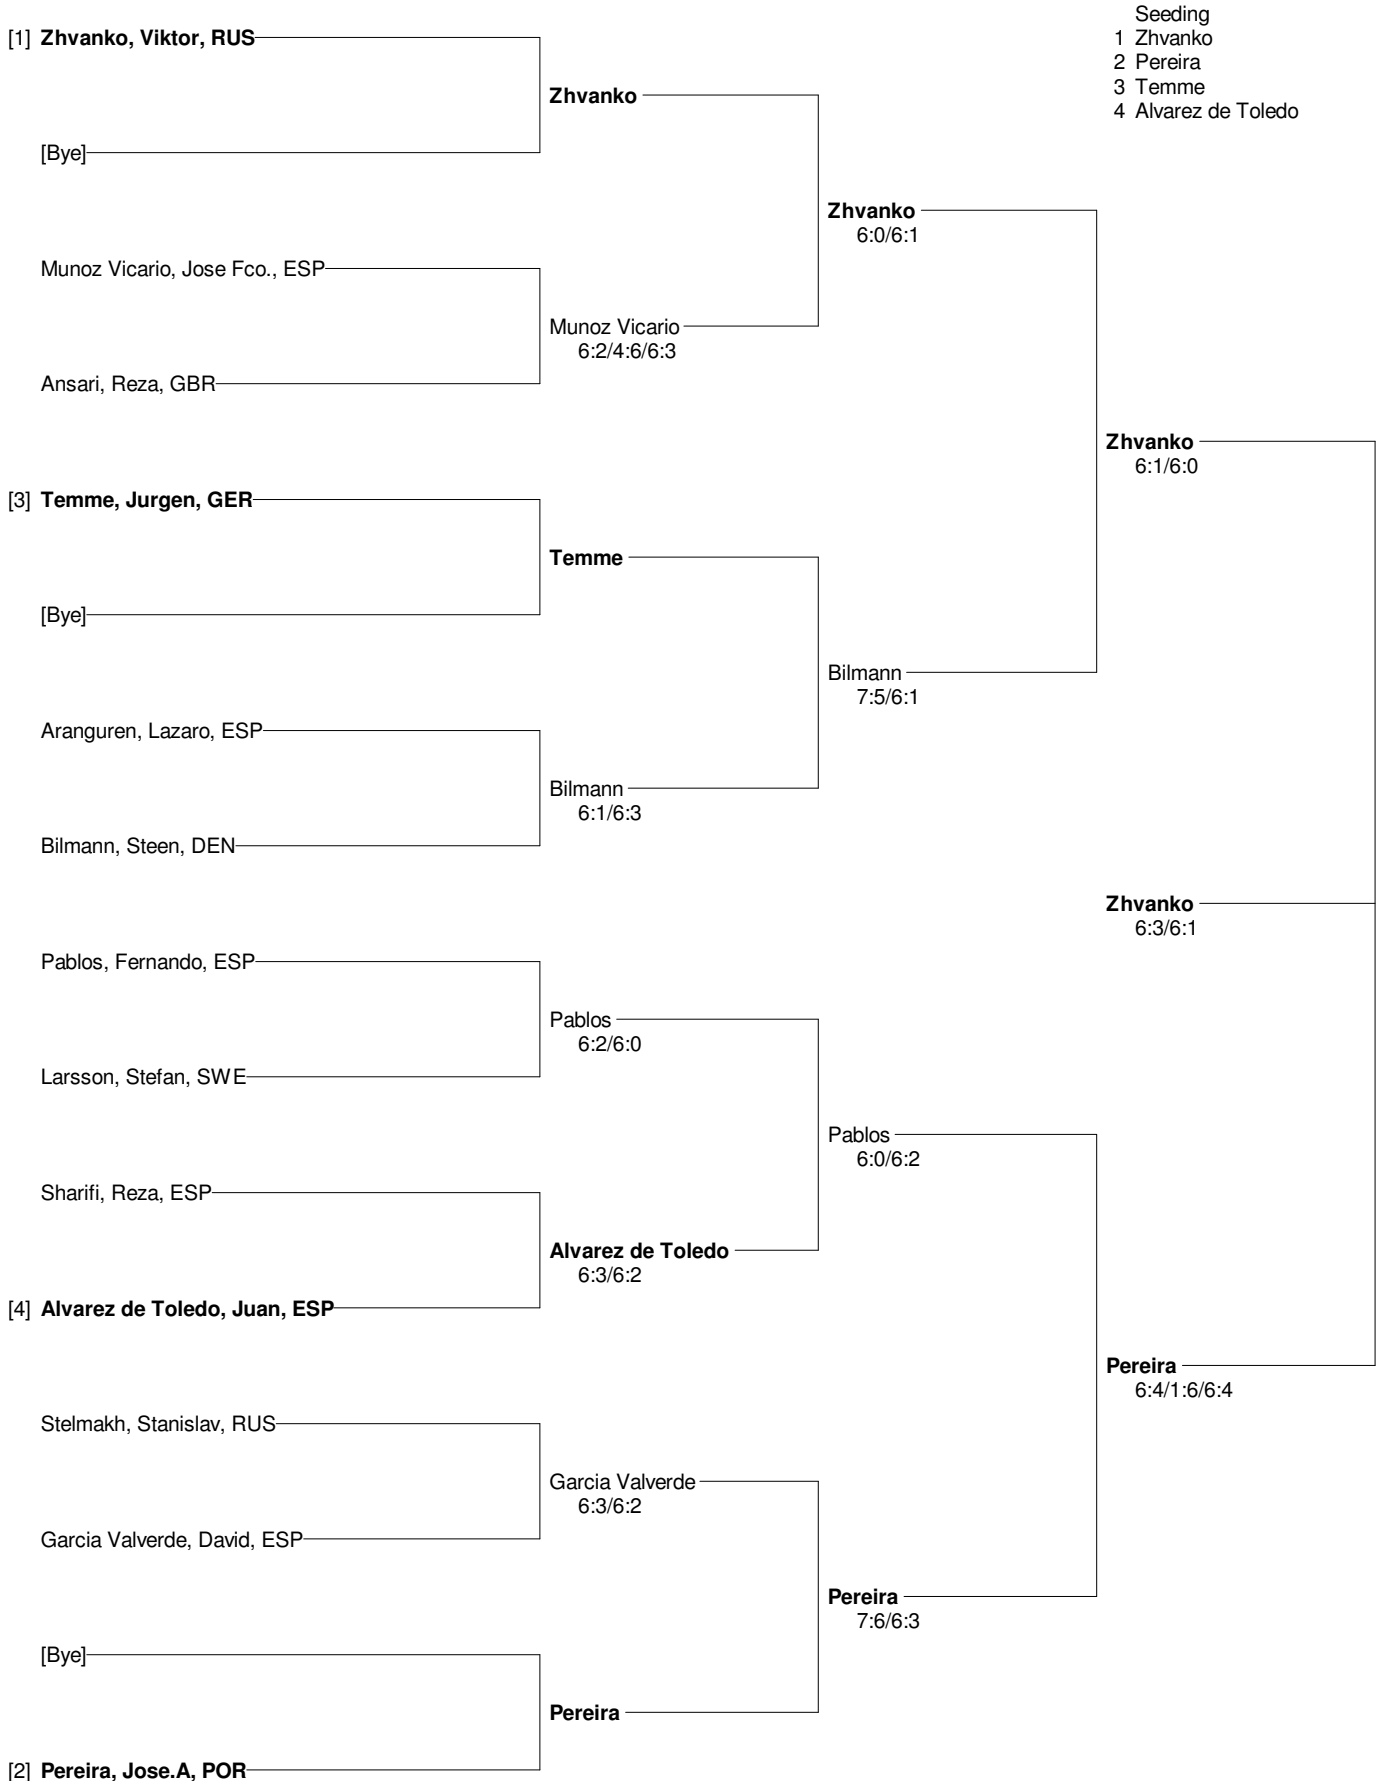 Seeding
1 Zhvanko
2 Pereira
3 Temme
4 Alvarez de Toledo
[1] Zhvanko, Viktor, RUS
Zhvanko
[Bye]
Zhvanko
6:0/6:1
Munoz Vicario, Jose Fco., ESP
Munoz Vicario
6:2/4:6/6:3
Ansari, Reza, GBR
Zhvanko
6:1/6:0
[3] Temme, Jurgen, GER
Temme
[Bye]
Bilmann
7:5/6:1
Aranguren, Lazaro, ESP
Bilmann
6:1/6:3
Bilmann, Steen, DEN
Zhvanko
6:3/6:1
Pablos, Fernando, ESP
Pablos
6:2/6:0
Larsson, Stefan, SWE
Pablos
6:0/6:2
Sharifi, Reza, ESP
Alvarez de Toledo
6:3/6:2
[4] Alvarez de Toledo, Juan, ESP
Pereira
6:4/1:6/6:4
Stelmakh, Stanislav, RUS
Garcia Valverde
6:3/6:2
Garcia Valverde, David, ESP
Pereira
7:6/6:3
[Bye]
Pereira
[2] Pereira, Jose.A, POR